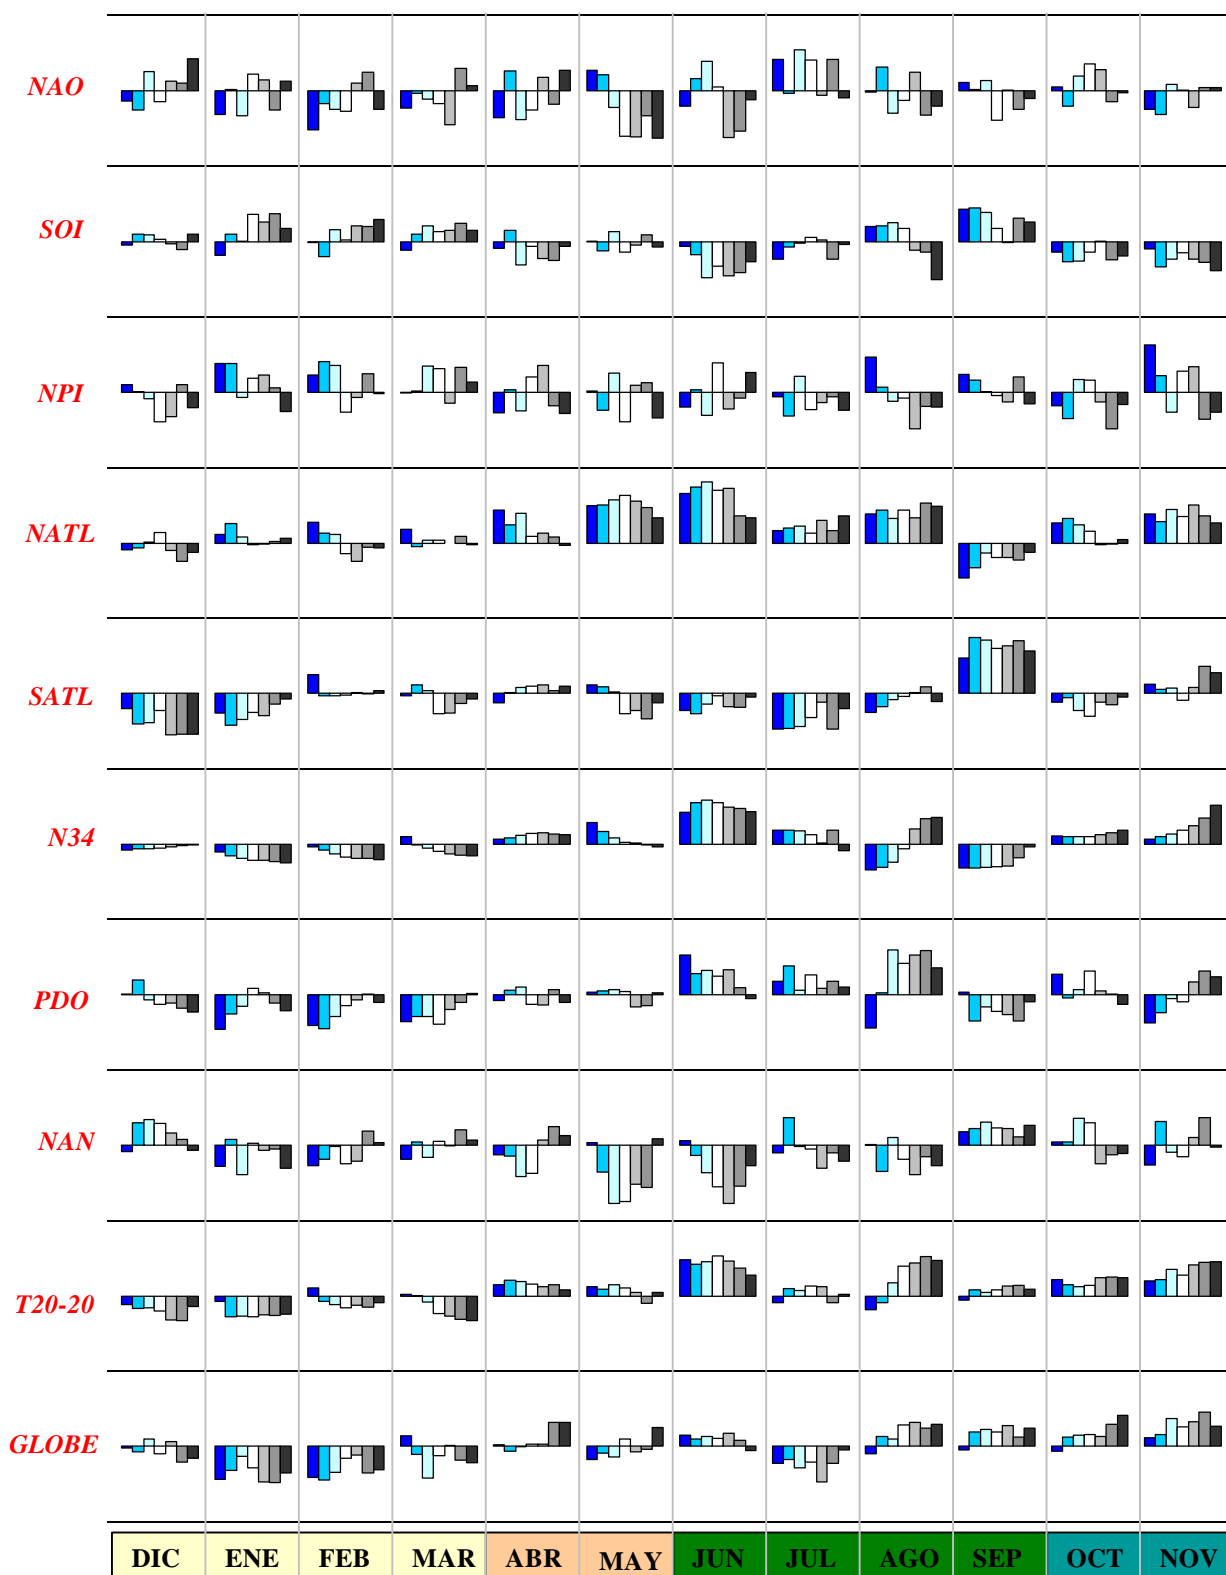 NAO
SOI
NPI
NATL
SATL
N34
PDO
NAN
T20-20
GLOBE
DIC ENE FEB MAR ABR MAY JUN JUL AGO SEP OCT NOV